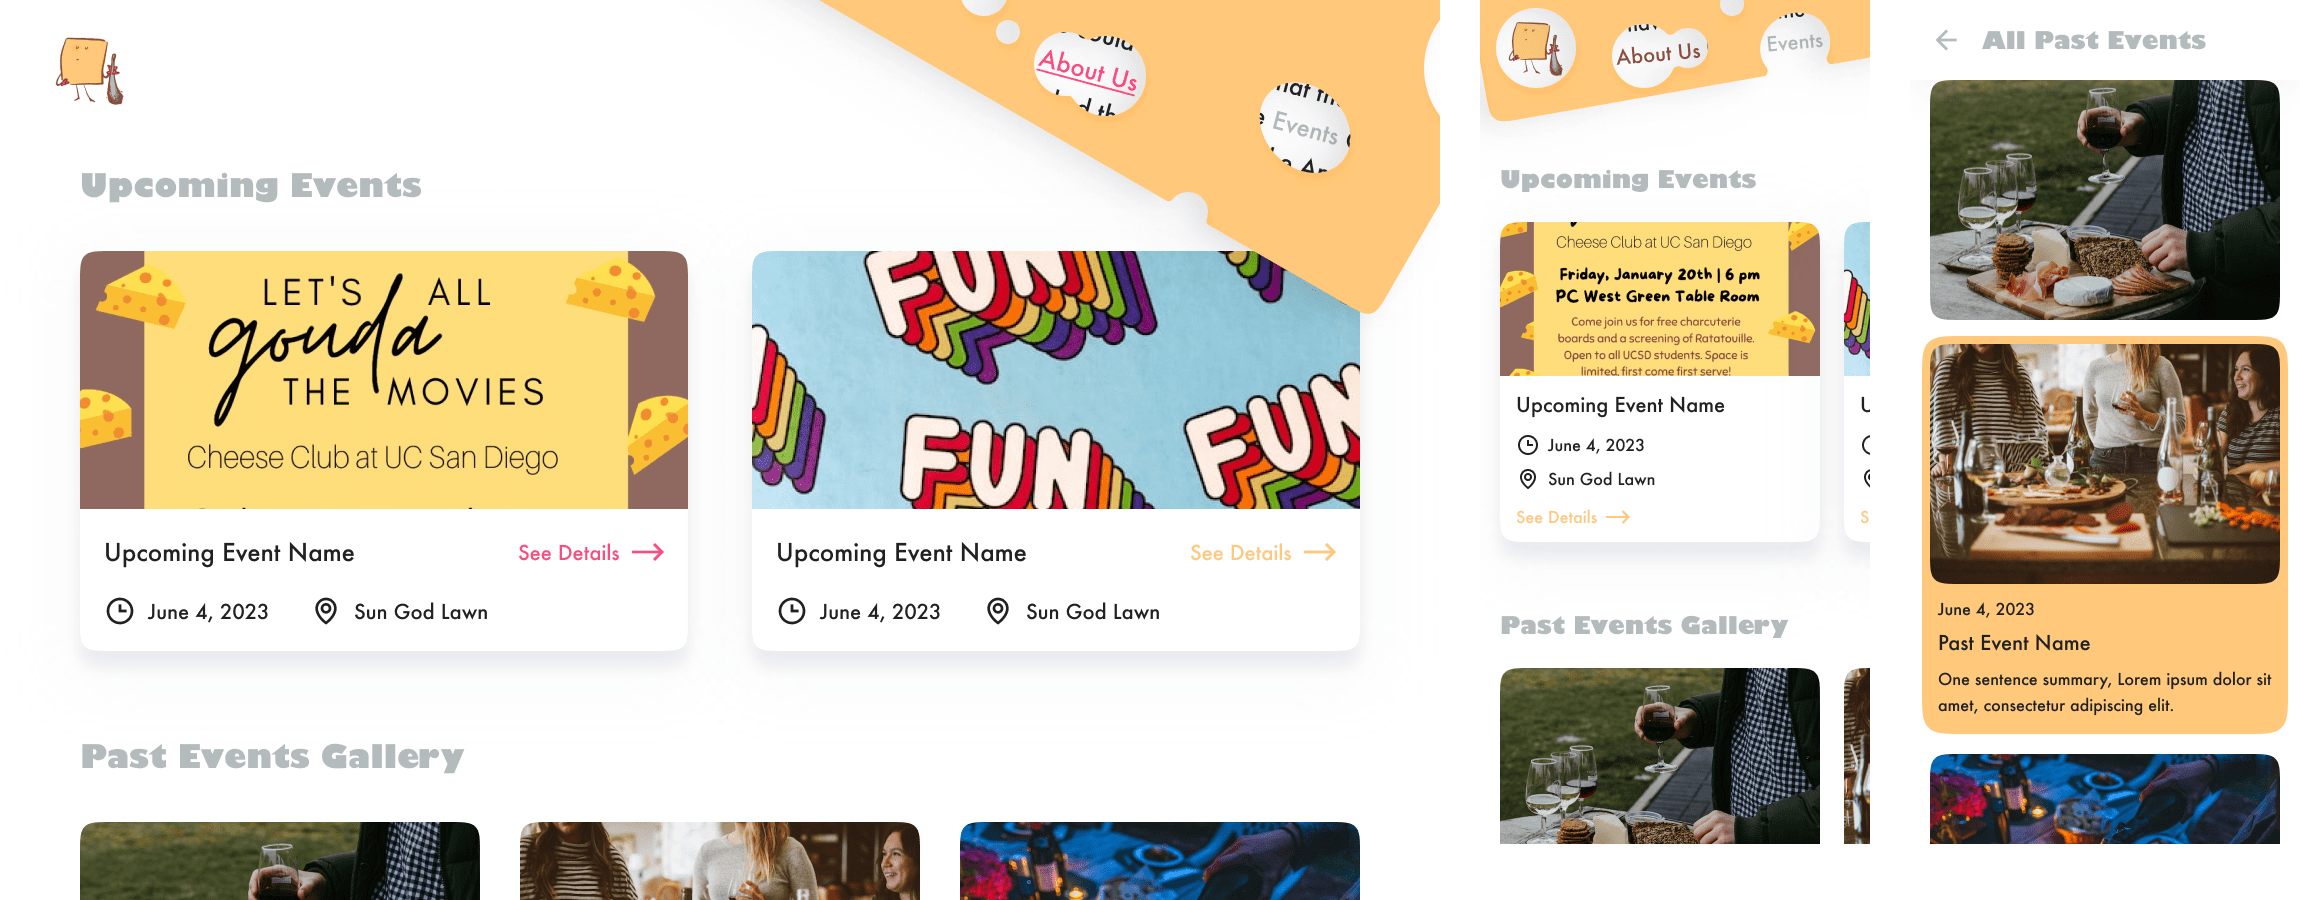 About Us
Events
Upcoming Events
LET'S ALL
gouda
THE MOVIES
Cheese Club at UC San Diego
FUN
FUN
FUN
Upcoming Event Name
See Details
June 4, 2023
Sun God Lawn
Upcoming Event Name
See Details
June 4, 2023
Sun God Lawn
Past Events Gallery
About Us
Events
Upcoming Events
Cheese Club at UC San Diego
Friday, January 20th | 6 pm
PC West Green Table Room
Come join us for free charcuterie
boards and a screening of Ratatouille.
Open to all UCSD students. Space is
limited, first come first serve!
Upcoming Event Name
June 4, 2023
Sun God Lawn
See Details
Past Events Gallery
All Past Events
June 4, 2023
Past Event Name
One sentence summary, Lorem ipsum dolor sit
amet, consectetur adipiscing elit.